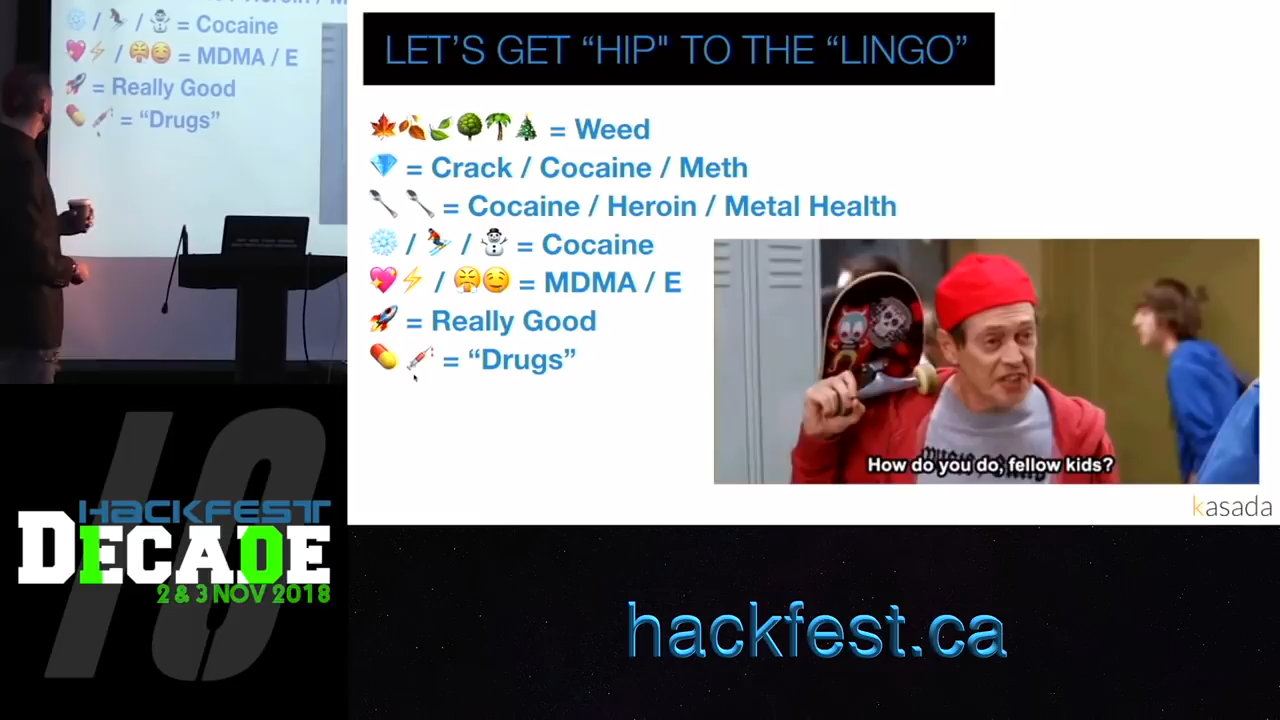 = Cocaine
= MDMA / E
= Really Good
= “Drugs”
LET’S GET “HIP" TO THE “LINGO”
= Weed
= Crack / Cocaine / Meth
= Cocaine / Heroin / Metal Health
/ / = Cocaine
/ = MDMA / E
= Really Good
= “Drugs”
How do you do, fellow kids?
kasada
10
HACKFEST
DECADE
2 & 3 NOV 2018
hackfest.ca